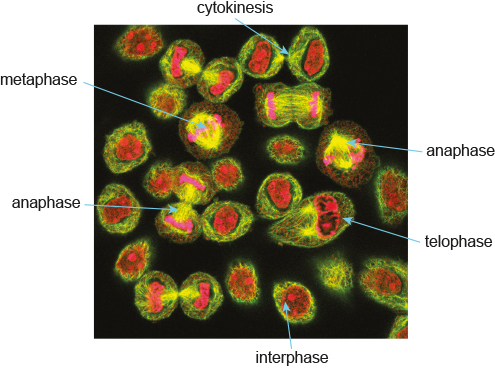 cytokinesis
metaphase
anaphase
anaphase
telophase
interphase